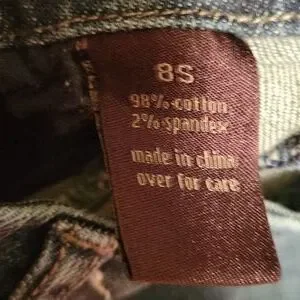 8S
98% cotton
2% spandex
made in china
over for care